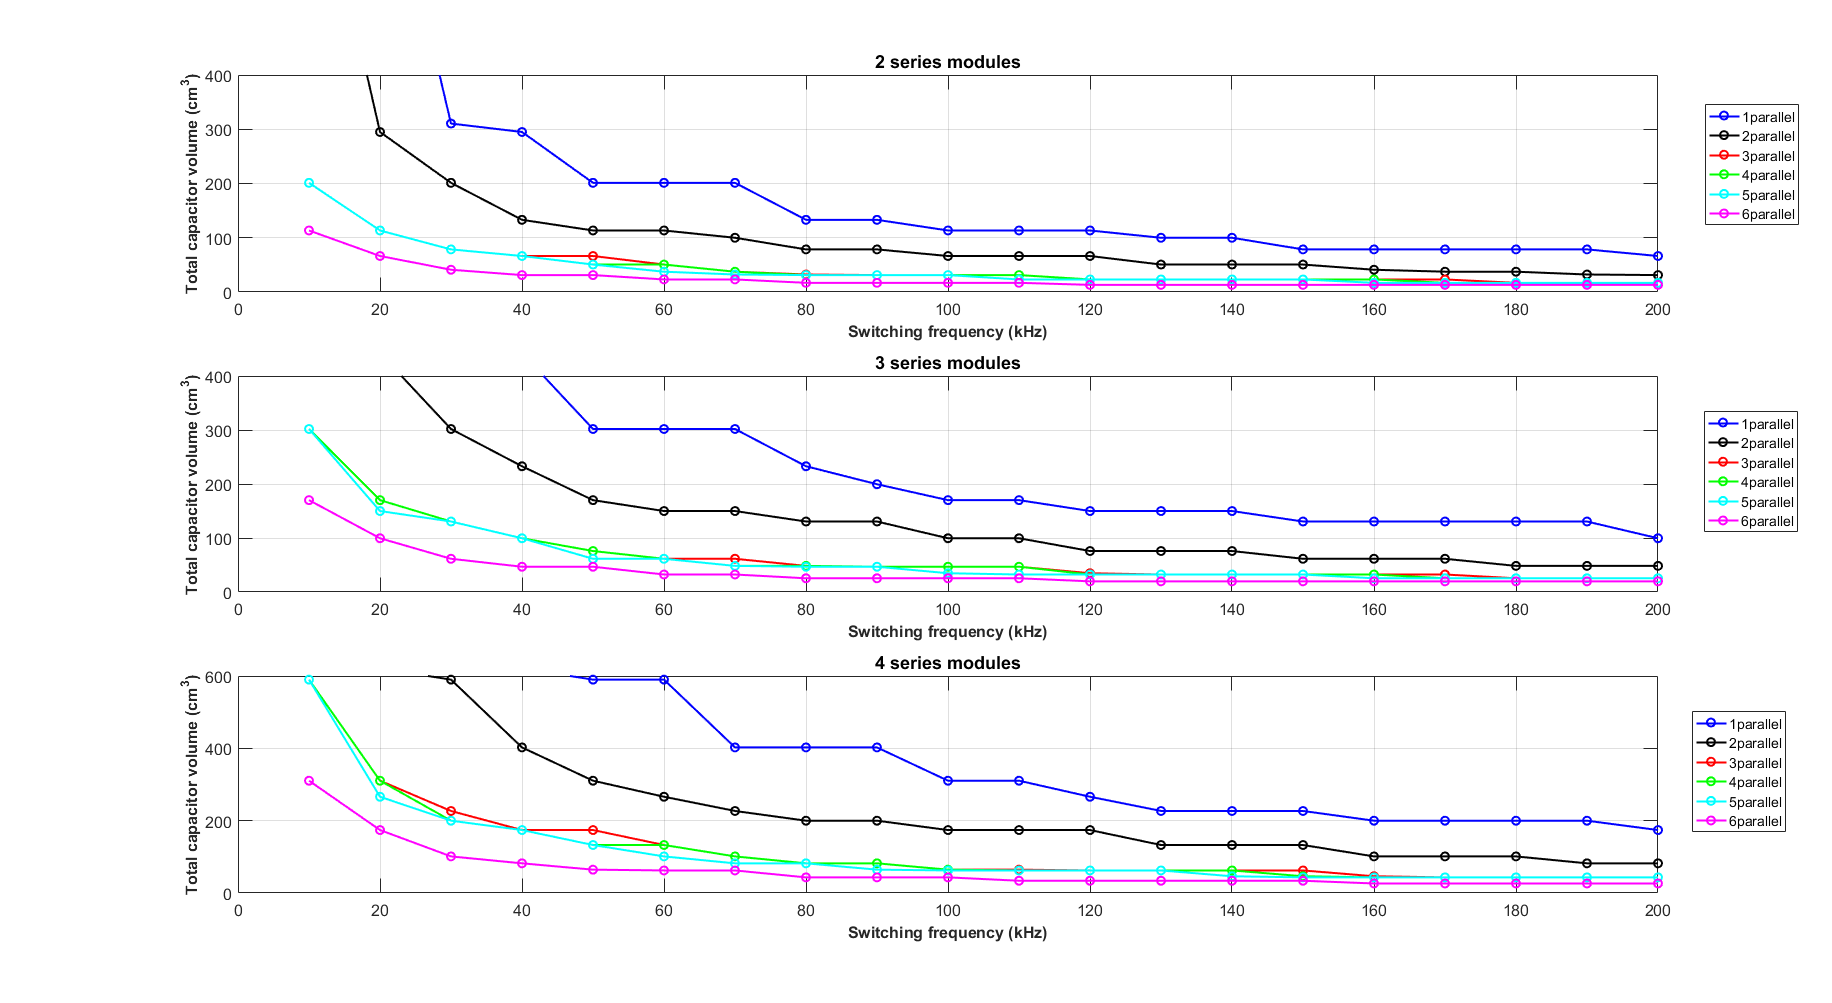 2 series modules
Total capacitor volume (cm³)
400
300
200
100
0
0 20 40 60 80 100 120 140 160 180 200
Switching frequency (kHz)
1parallel
2parallel
3parallel
4parallel
5parallel
6parallel
3 series modules
Total capacitor volume (cm³)
400
300
200
100
0
0 20 40 60 80 100 120 140 160 180 200
Switching frequency (kHz)
1parallel
2parallel
3parallel
4parallel
5parallel
6parallel
4 series modules
Total capacitor volume (cm³)
600
400
200
0
0 20 40 60 80 100 120 140 160 180 200
Switching frequency (kHz)
1parallel
2parallel
3parallel
4parallel
5parallel
6parallel